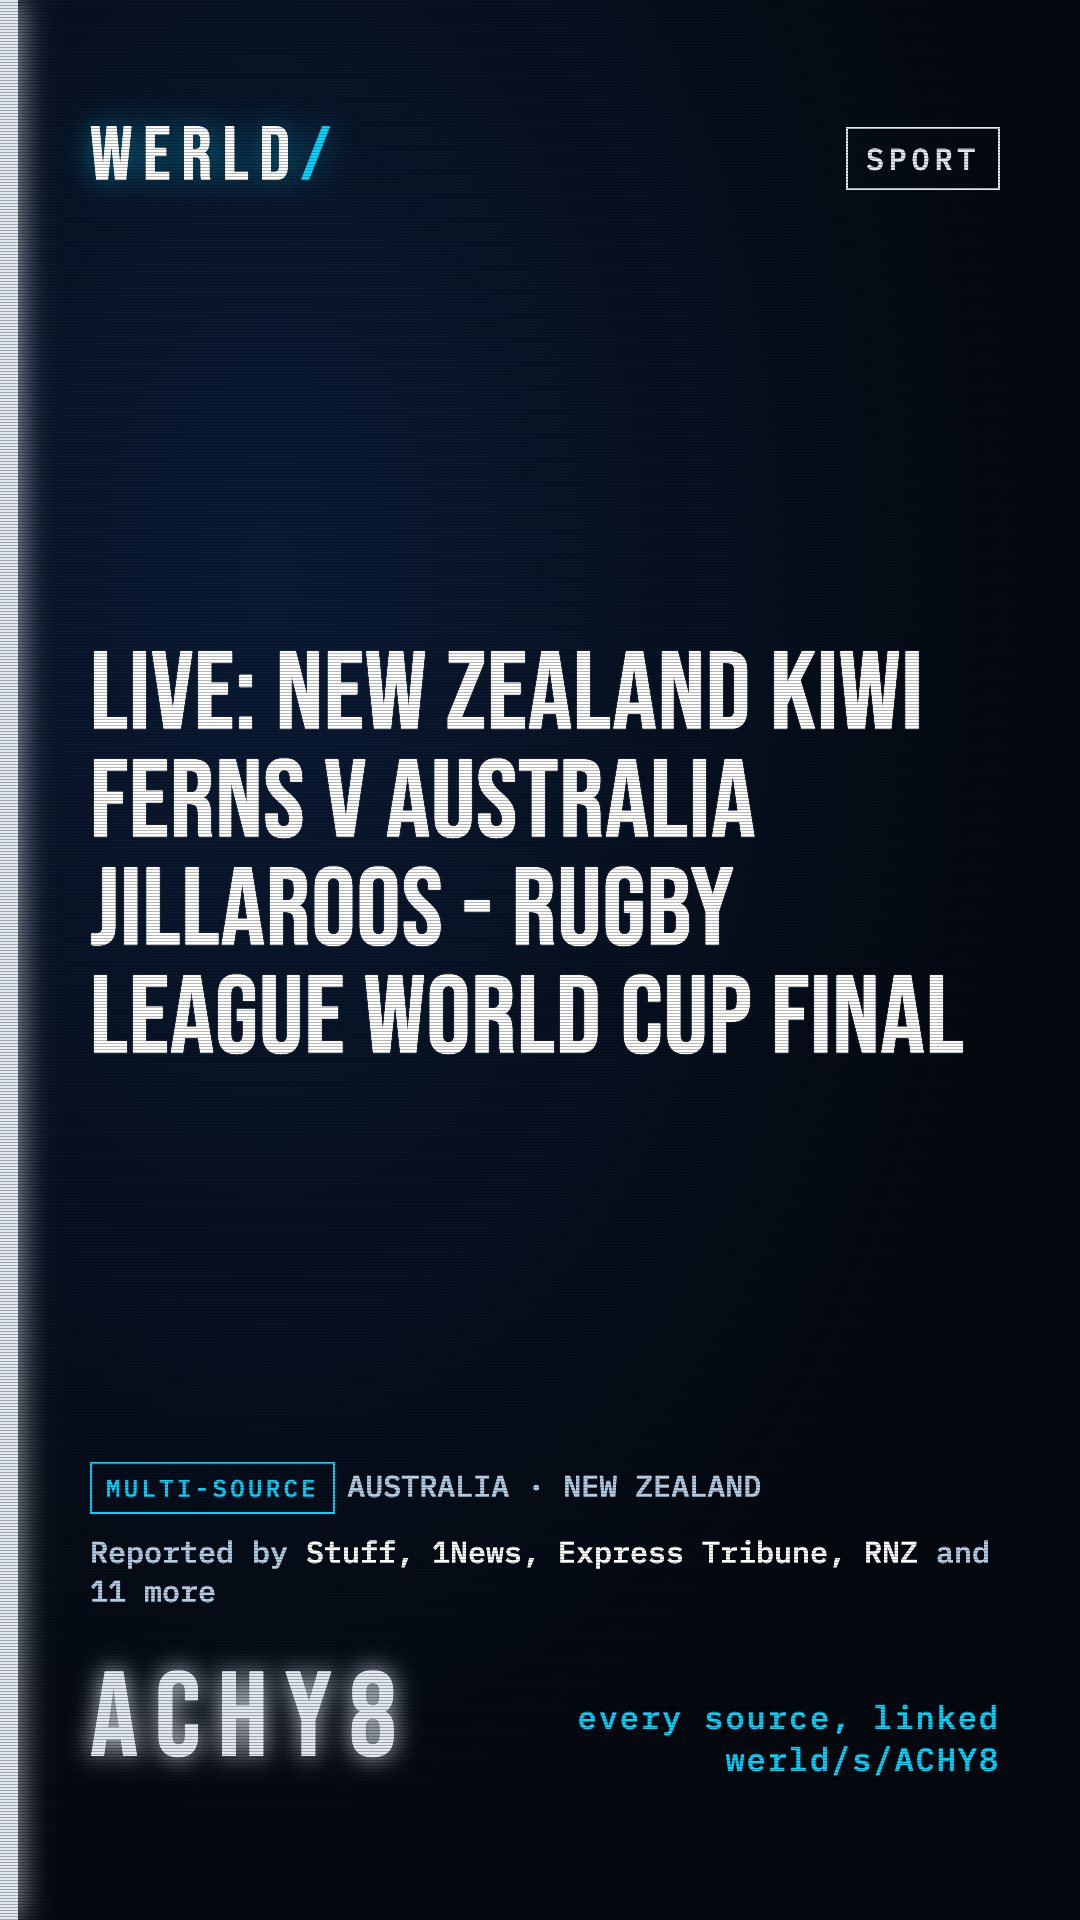 WERLD/
SPORT
LIVE: NEW ZEALAND KIWI
FERNS V AUSTRALIA
JILLAROOS - RUGBY
LEAGUE WORLD CUP FINAL
MULTI-SOURCE AUSTRALIA · NEW ZEALAND
Reported by Stuff, 1News, Express Tribune, RNZ and
11 more
ACHY8
every source, linked
werld/s/ACHY8